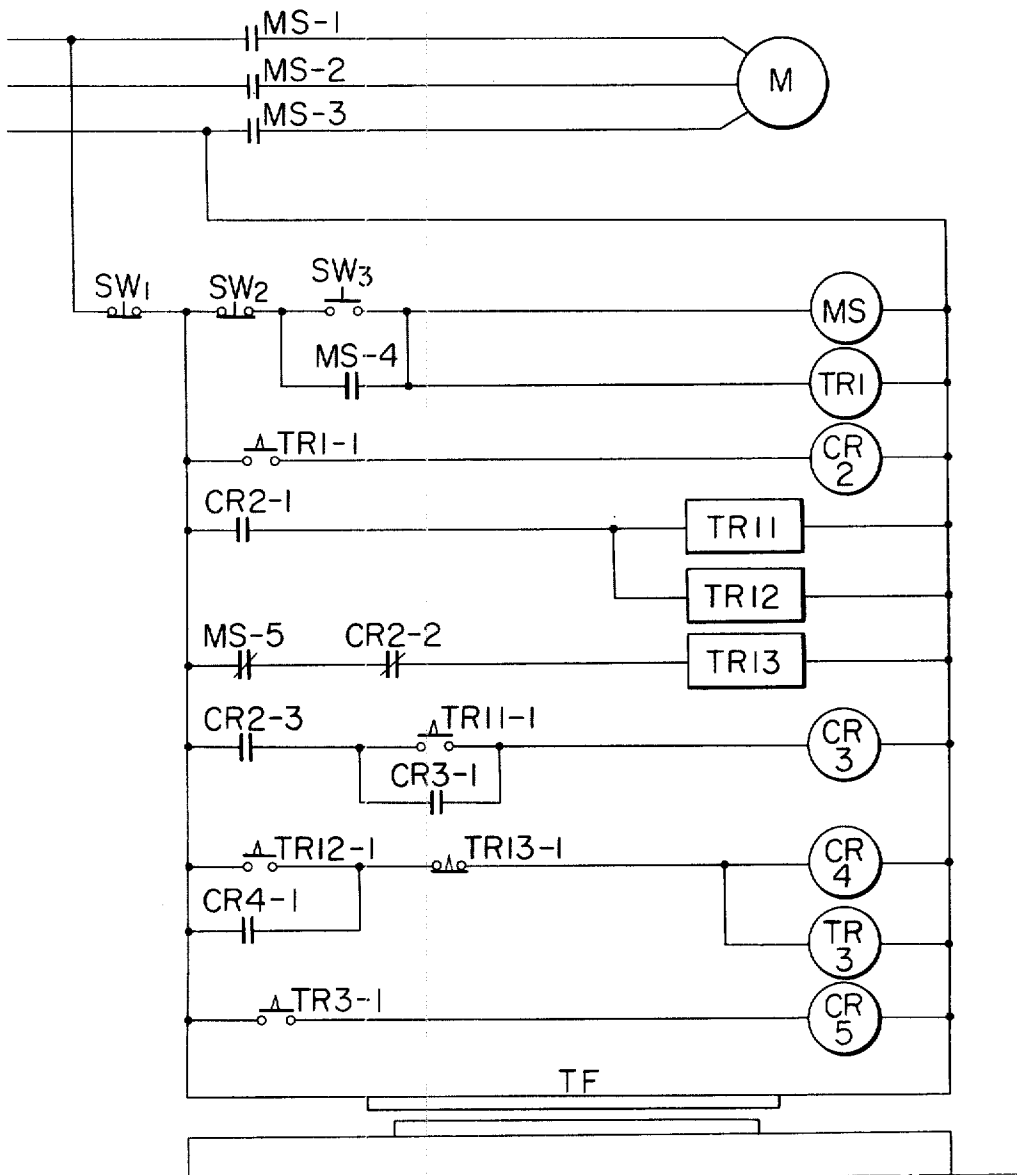 MS-1
MS-2
MS-3
M
SW1
SW2
SW3
MS
MS-4
TR1
TR1-1
CR
2
CR2-1
TR11
TR12
MS-5
CR2-2
TR13
CR2-3
TR11-1
CR
3
CR3-1
TR12-1
TR13-1
CR
4
CR4-1
TR
3
TR3-1
CR
5
TF